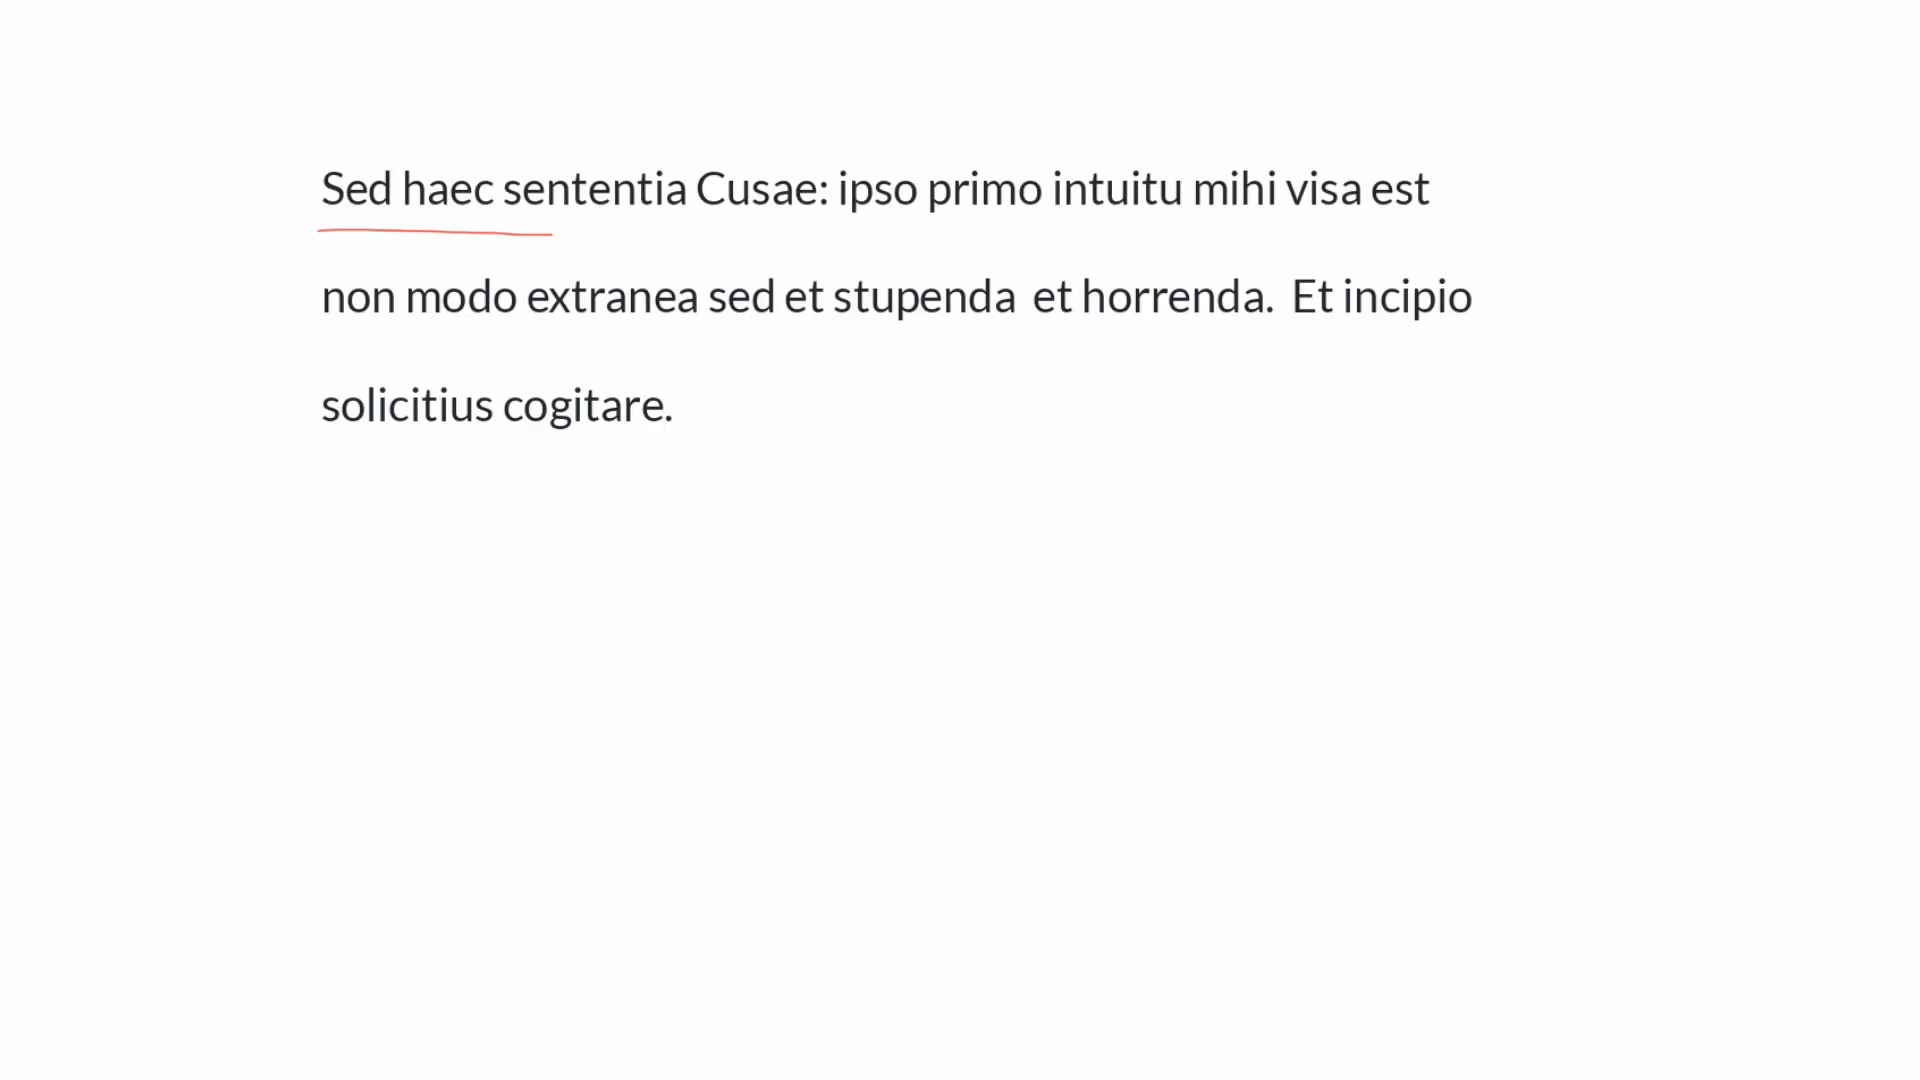 Sed haec sententia Cusae: ipso primo intuitu mihi visa est
non modo extranea sed et stupenda  et horrenda.  Et incipio
solicitius cogitare.